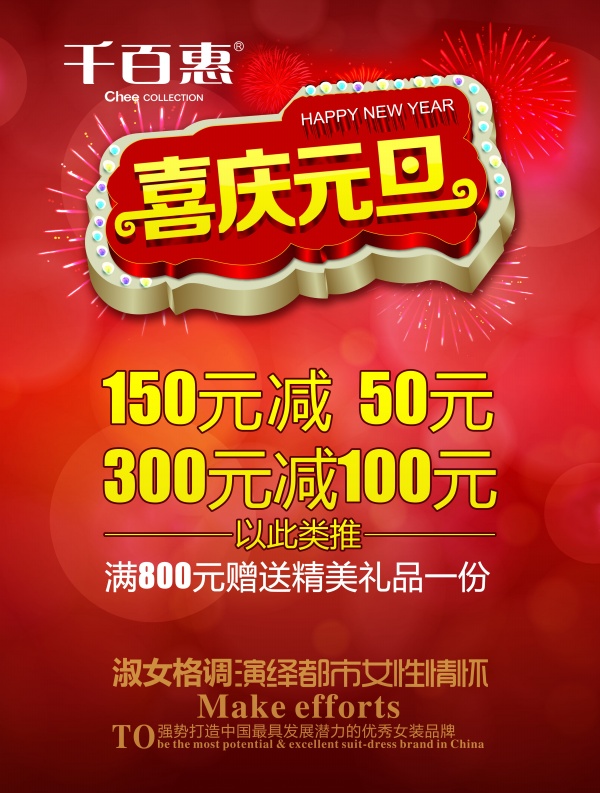 千百惠®
Chee COLLECTION
HAPPY NEW YEAR
喜庆元旦
150元减 50元
300元减100元
以此类推
满800元赠送精美礼品一份
淑女格调演绎都市女性情怀
Make efforts
TO强势打造中国最具发展潜力的优秀女装品牌
be the most potential & excellent suit-dress brand in China